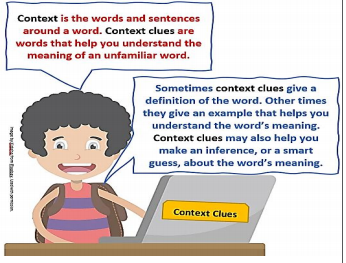 Context is the words and sentences
around a word. Context clues are
words that help you understand the
meaning of an unfamiliar word.
Sometimes context clues give a
definition of the word. Other times
they give an example that helps you
understand the word's meaning.
Context clues may also help you
make an inference, or a smart
guess, about the word's meaning.
Context Clues